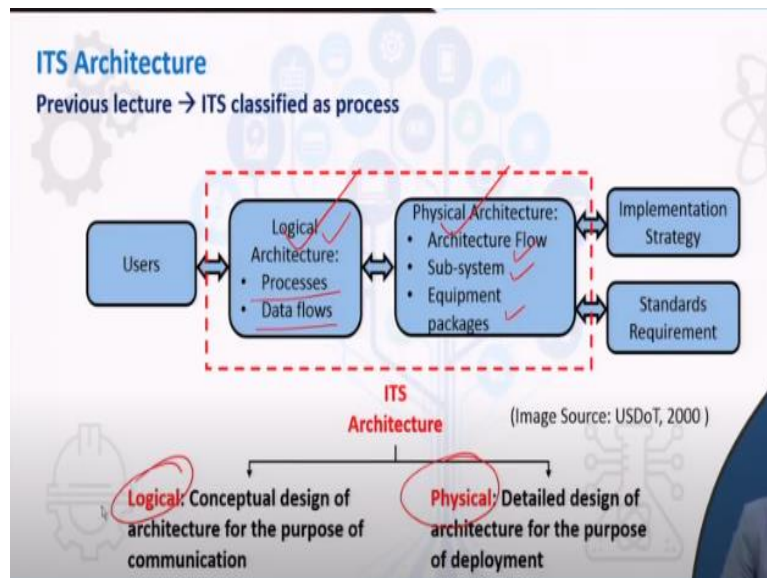 ITS Architecture
Previous lecture → ITS classified as process
Users
Logical
Architecture:
• Processes
• Data flows
Physical Architecture:
• Architecture Flow
• Sub-system
• Equipment
packages
Implementation
Strategy
Standards
Requirement
ITS
Architecture
(Image Source: USDoT, 2000 )
Logical: Conceptual design of
architecture for the purpose of
communication
Physical: Detailed design of
architecture for the purpose
of deployment